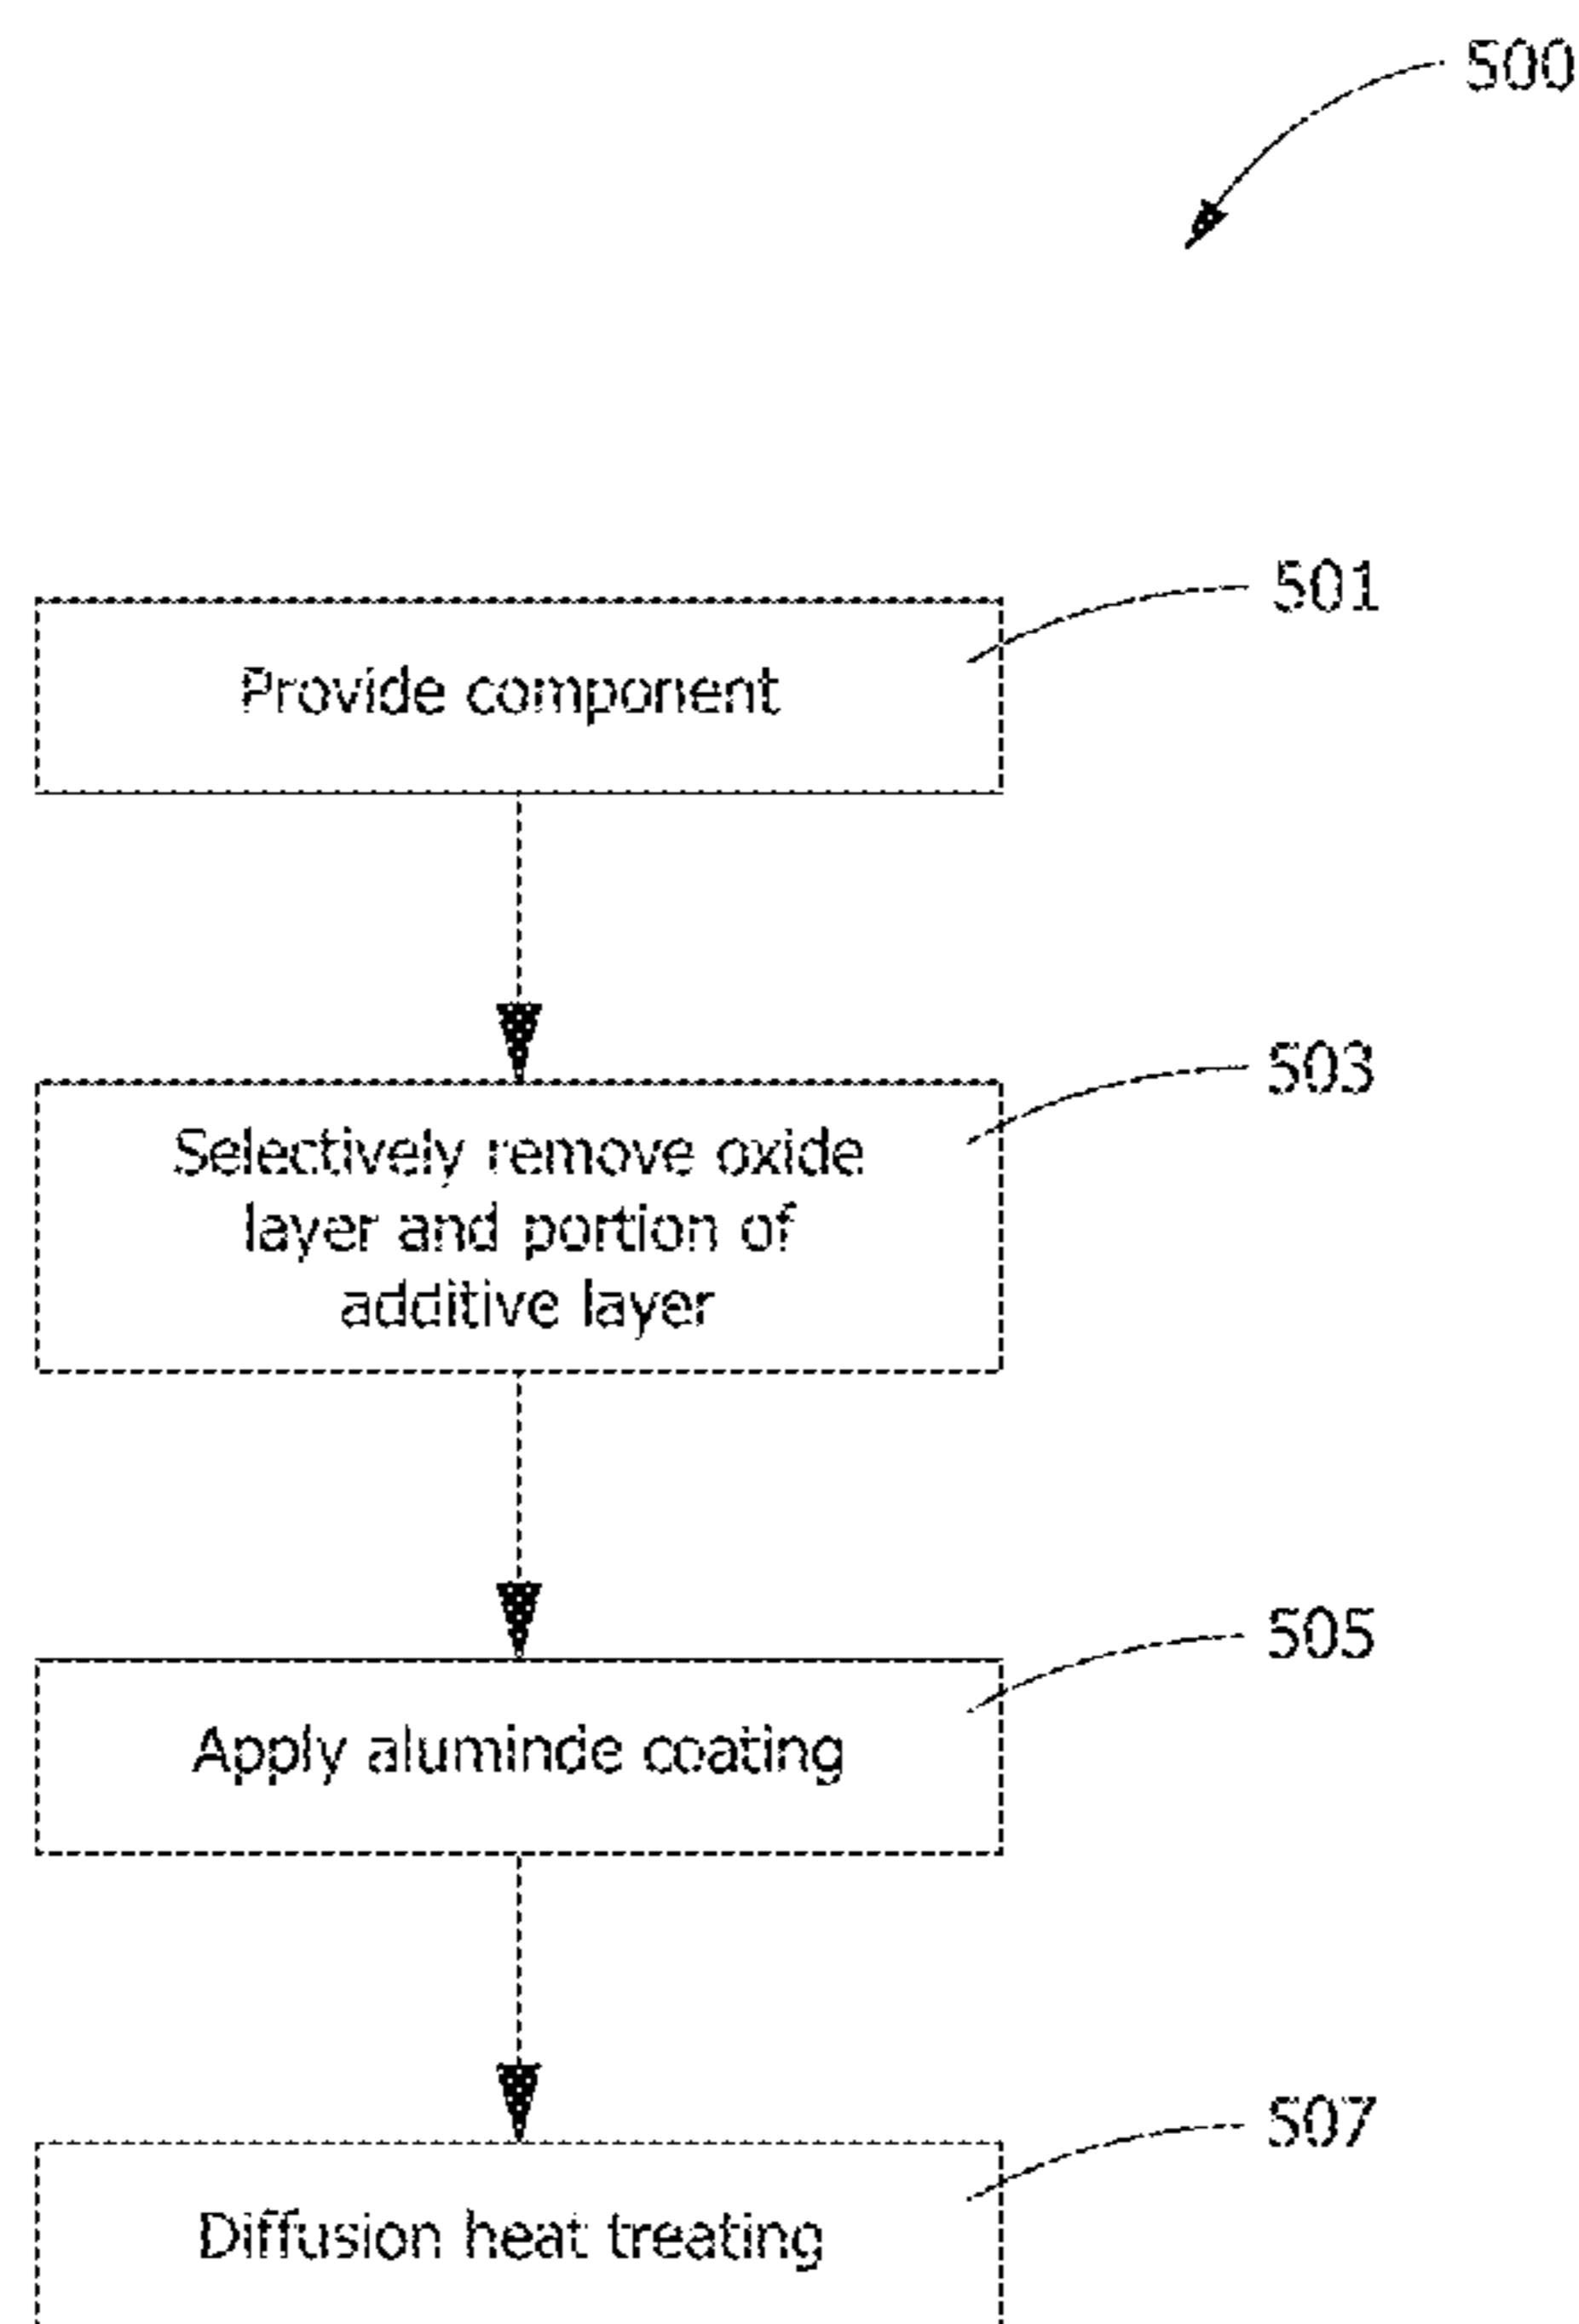 500
501
Provide component
503
Selectively remove oxide
layer and portion of
additive layer
505
Apply aluminde coating
507
Diffusion heat treating